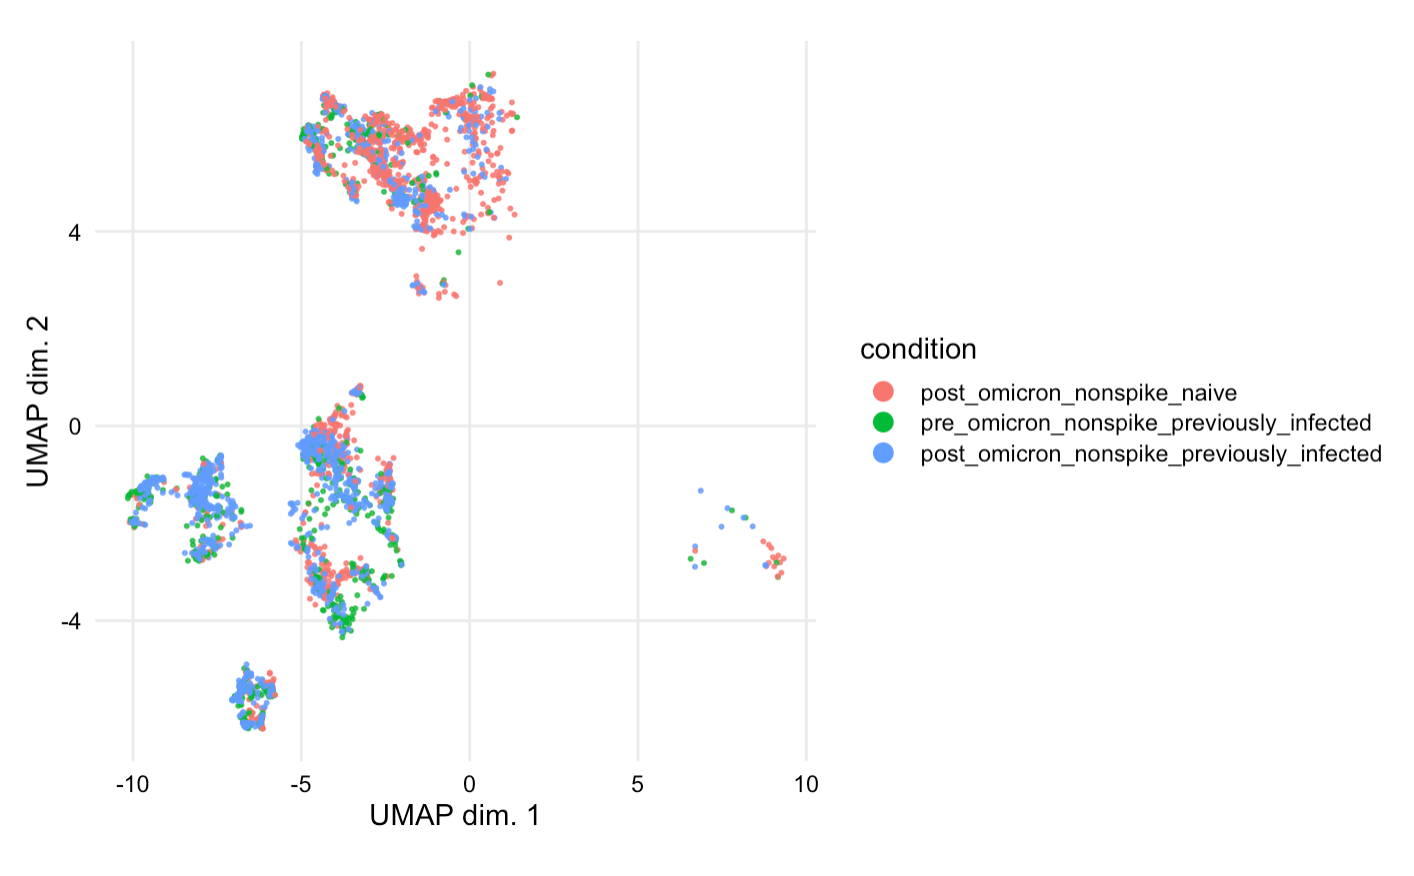 4
0
-4
UMAP dim. 2
-10
-5
0
5
10
UMAP dim. 1
condition
post_omicron_nonspike_naive
pre_omicron_nonspike_previously_infected
post_omicron_nonspike_previously_infected